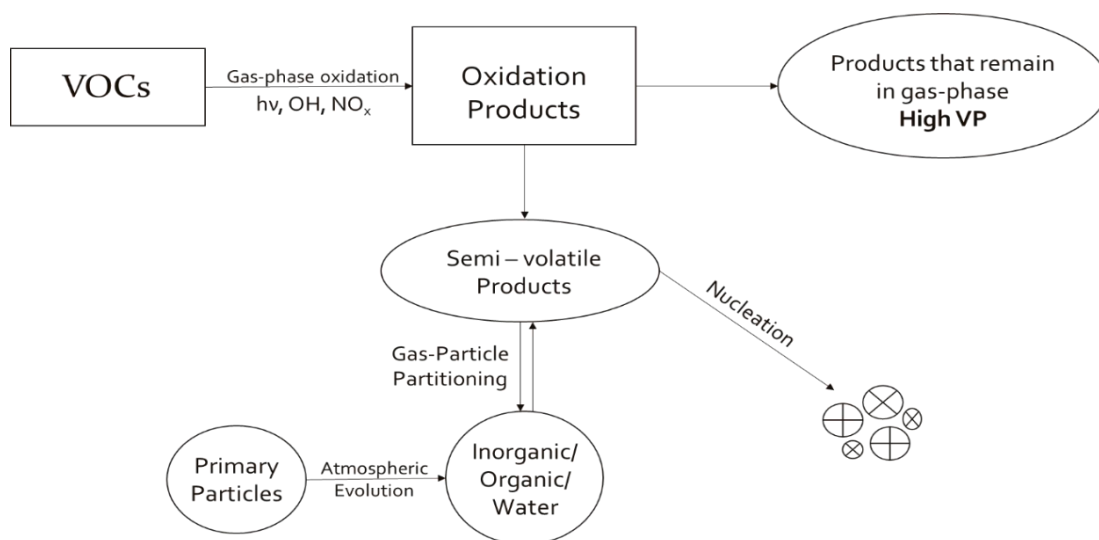 VOCs
Gas-phase oxidation
hν, OH, NOx
Oxidation
Products
Products that remain
in gas-phase
High VP
Semi – volatile
Products
Nucleation
Gas-Particle
Partitioning
Primary
Particles
Atmospheric
Evolution
Inorganic/
Organic/
Water